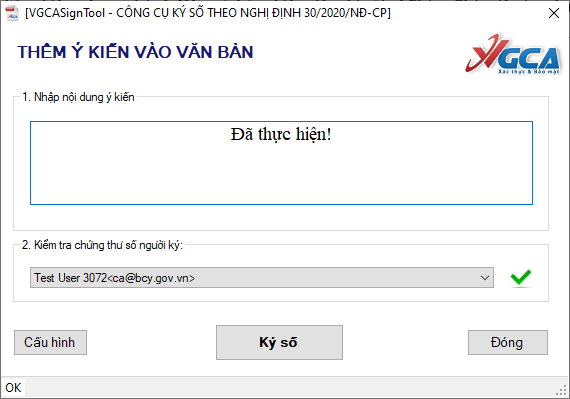 [VGCASignTool - CÔNG CỤ KÝ SỐ THEO NGHỊ ĐỊNH 30/2020/NĐ-CP]
THÊM Ý KIẾN VÀO VĂN BẢN
VGCA
Xác thực & Bảo mật
1. Nhập nội dung ý kiến
Đã thực hiện!
2. Kiểm tra chứng thư số người ký:
Test User 3072<ca@bcy.gov.vn>
Cấu hình
Ký số
Đóng
OK